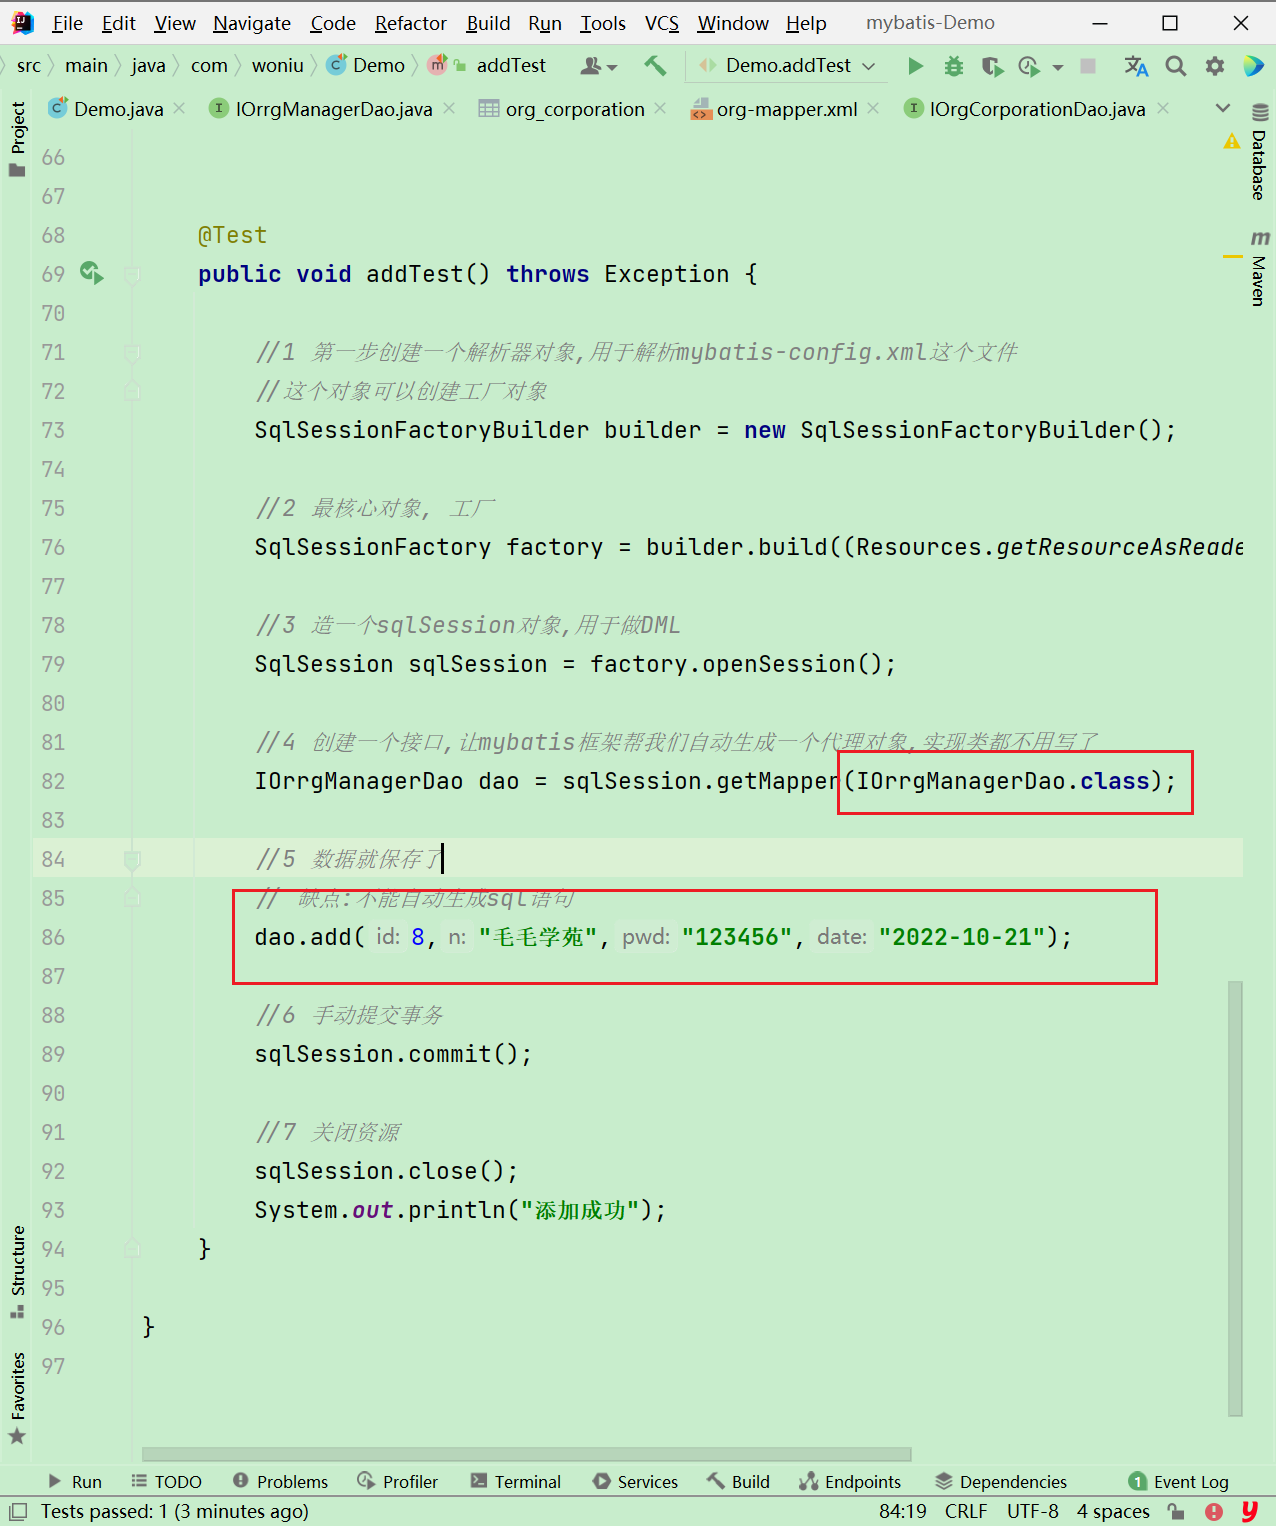 File Edit View Navigate Code Refactor Build Run Tools VCS Window Help mybatis-Demo
src main java com woniu Demo addTest Demo.addTest
Demo.java IOrrgManagerDao.java org_corporation org-mapper.xml IOrgCorporationDao.java
Project
Database
Maven
66
67
68 @Test
69 public void addTest() throws Exception {
70
71 //1 第一步创建一个解析器对象,用于解析mybatis-config.xml这个文件
72 //这个对象可以创建工厂对象
73 SqlSessionFactoryBuilder builder = new SqlSessionFactoryBuilder();
74
75 //2 最核心对象, 工厂
76 SqlSessionFactory factory = builder.build((Resources.getResourceAsReade
77
78 //3 造一个sqlSession对象,用于做DML
79 SqlSession sqlSession = factory.openSession();
80
81 //4 创建一个接口,让mybatis框架帮我们自动生成一个代理对象,实现类都不用写了
82 IOrrgManagerDao dao = sqlSession.getMapper(IOrrgManagerDao.class);
83
84 //5 数据就保存了
85 // 缺点:不能自动生成sql语句
86 dao.add( id: 8, n: "毛毛学苑", pwd: "123456", date: "2022-10-21");
87
88 //6 手动提交事务
89 sqlSession.commit();
90
91 //7 关闭资源
92 sqlSession.close();
93 System.out.println("添加成功");
94 }
95
96 }
97
Structure
Favorites
Run TODO Problems Profiler Terminal Services Build Endpoints Dependencies 1 Event Log
Tests passed: 1 (3 minutes ago) 84:19 CRLF UTF-8 4 spaces